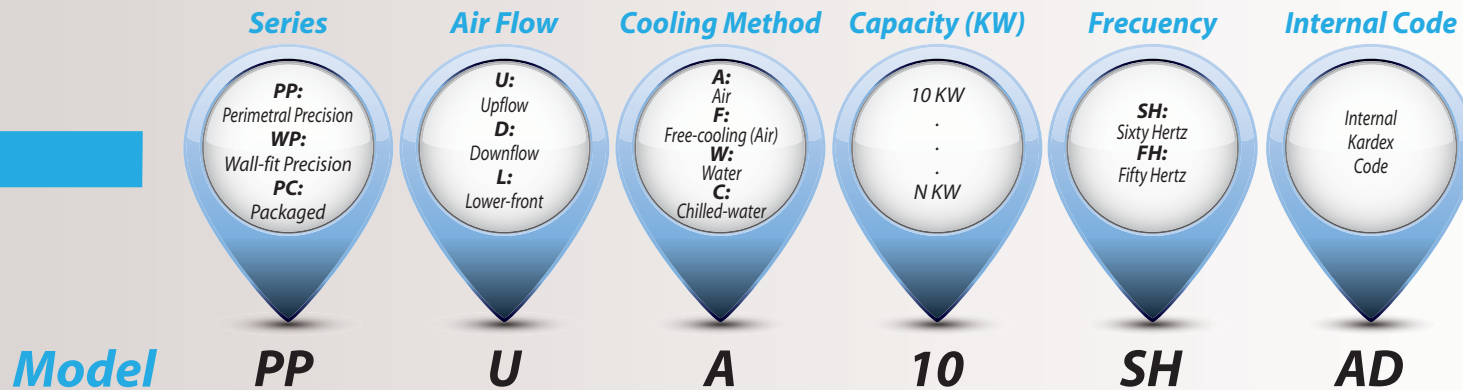 Series
Air Flow
Cooling Method
Capacity (KW)
Frecuency
Internal Code
PP:
Perimetral Precision
WP:
Wall-fit Precision
PC:
Packaged
U:
Upflow
D:
Downflow
L:
Lower-front
A:
Air
F:
Free-cooling (Air)
W:
Water
C:
Chilled-water
10 KW
.
.
.
N KW
SH:
Sixty Hertz
FH:
Fifty Hertz
Internal
Kardex
Code
Model PP U A 10 SH AD